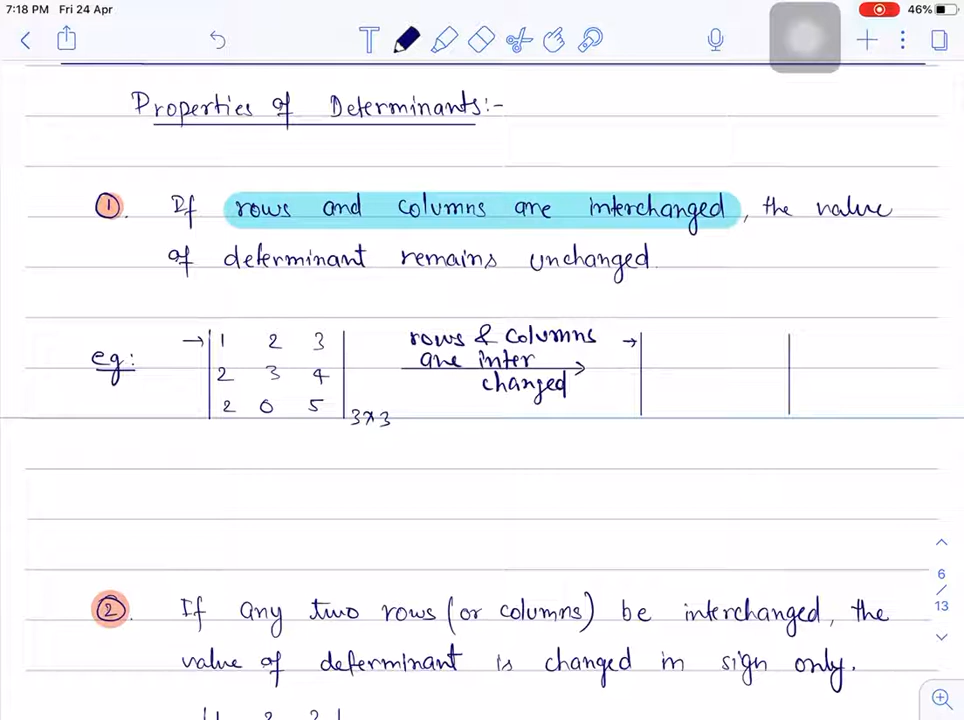 7:18 PM Fri 24 Apr
46%
T
Properties of Determinants:-
1. If rows and columns are interchanged, the value
of determinant remains unchanged.
eg: → | 1 2 3 |
| 2 3 4 |
| 2 0 5 | 3x3
rows & columns
are inter
changed
6
/
13
2. If any two rows (or columns) be interchanged, the
value of determinant is changed in sign only.